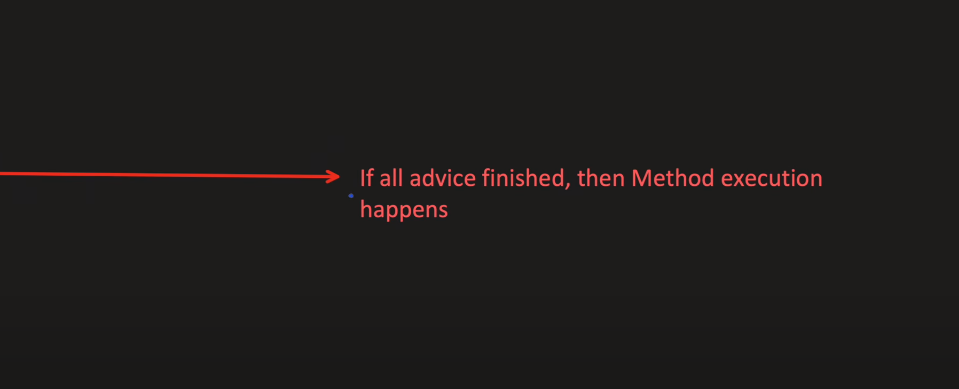 If all advice finished, then Method execution
happens